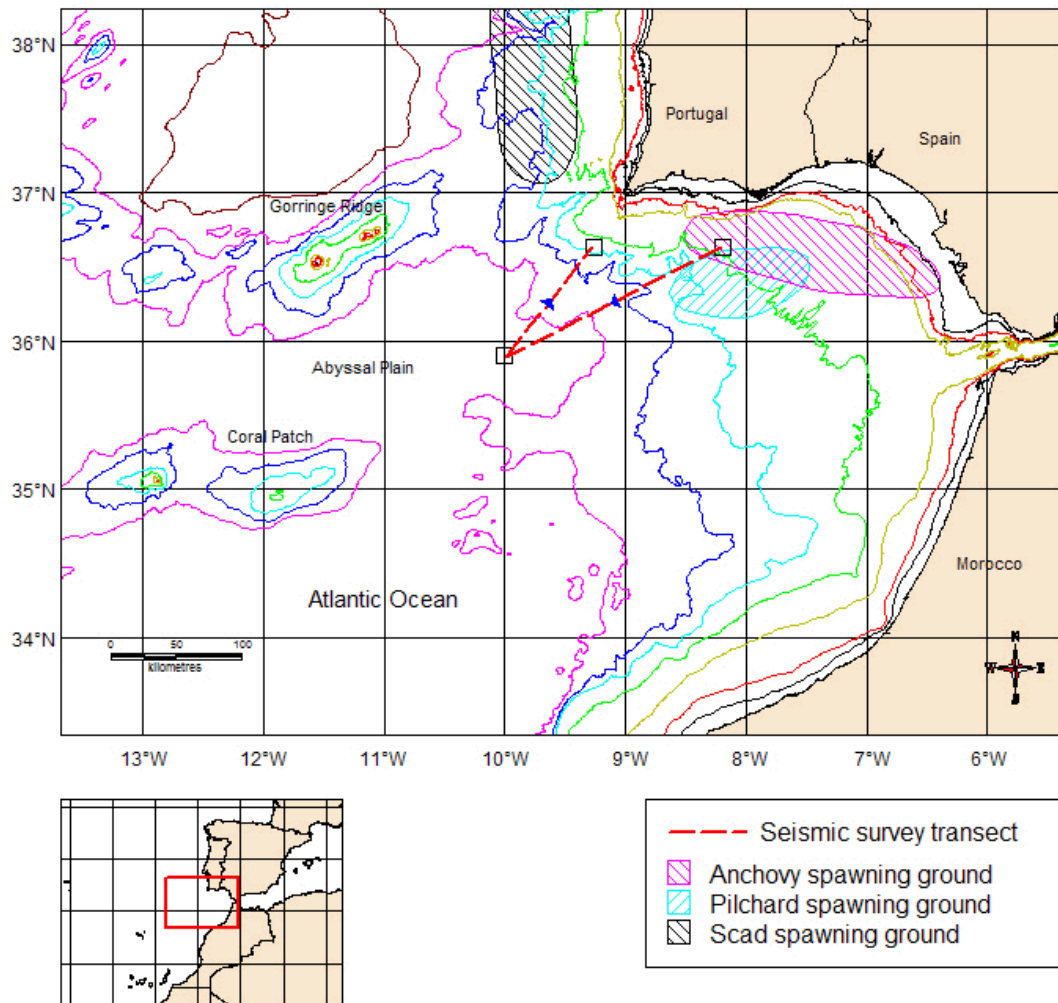 38°N
Portugal
Spain
37°N
Gorringe Ridge
36°N
Abyssal Plain
Coral Patch
35°N
Morocco
Atlantic Ocean
34°N
0 50 100
kilometres
N
W E
S
13°W 12°W 11°W 10°W 9°W 8°W 7°W 6°W
Seismic survey transect
Anchovy spawning ground
Pilchard spawning ground
Scad spawning ground